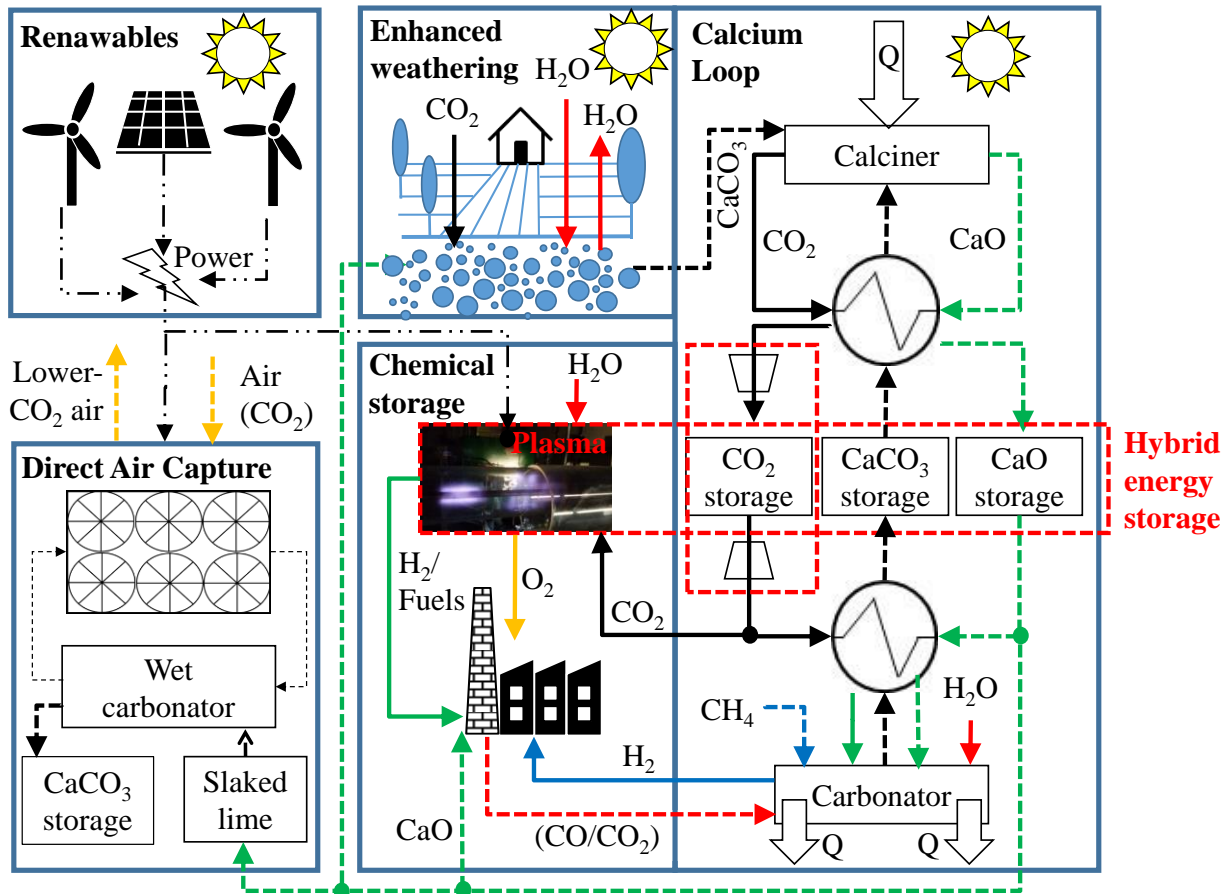 Renawables
Power
Enhanced
weathering
H₂O
CO₂
H₂O
Calcium
Loop
Q
Calciner
CaCO₃
CO₂
CaO
Lower-
CO₂ air
Air
(CO₂)
Direct Air Capture
Wet
carbonator
CaCO₃
storage
Slaked
lime
Chemical
storage
H₂O
Plasma
H₂/
Fuels
O₂
CO₂
CO₂
storage
CaCO₃
storage
CaO
storage
Hybrid
energy
storage
CH₄
H₂O
H₂
Carbonator
CaO
(CO/CO₂)
Q
Q